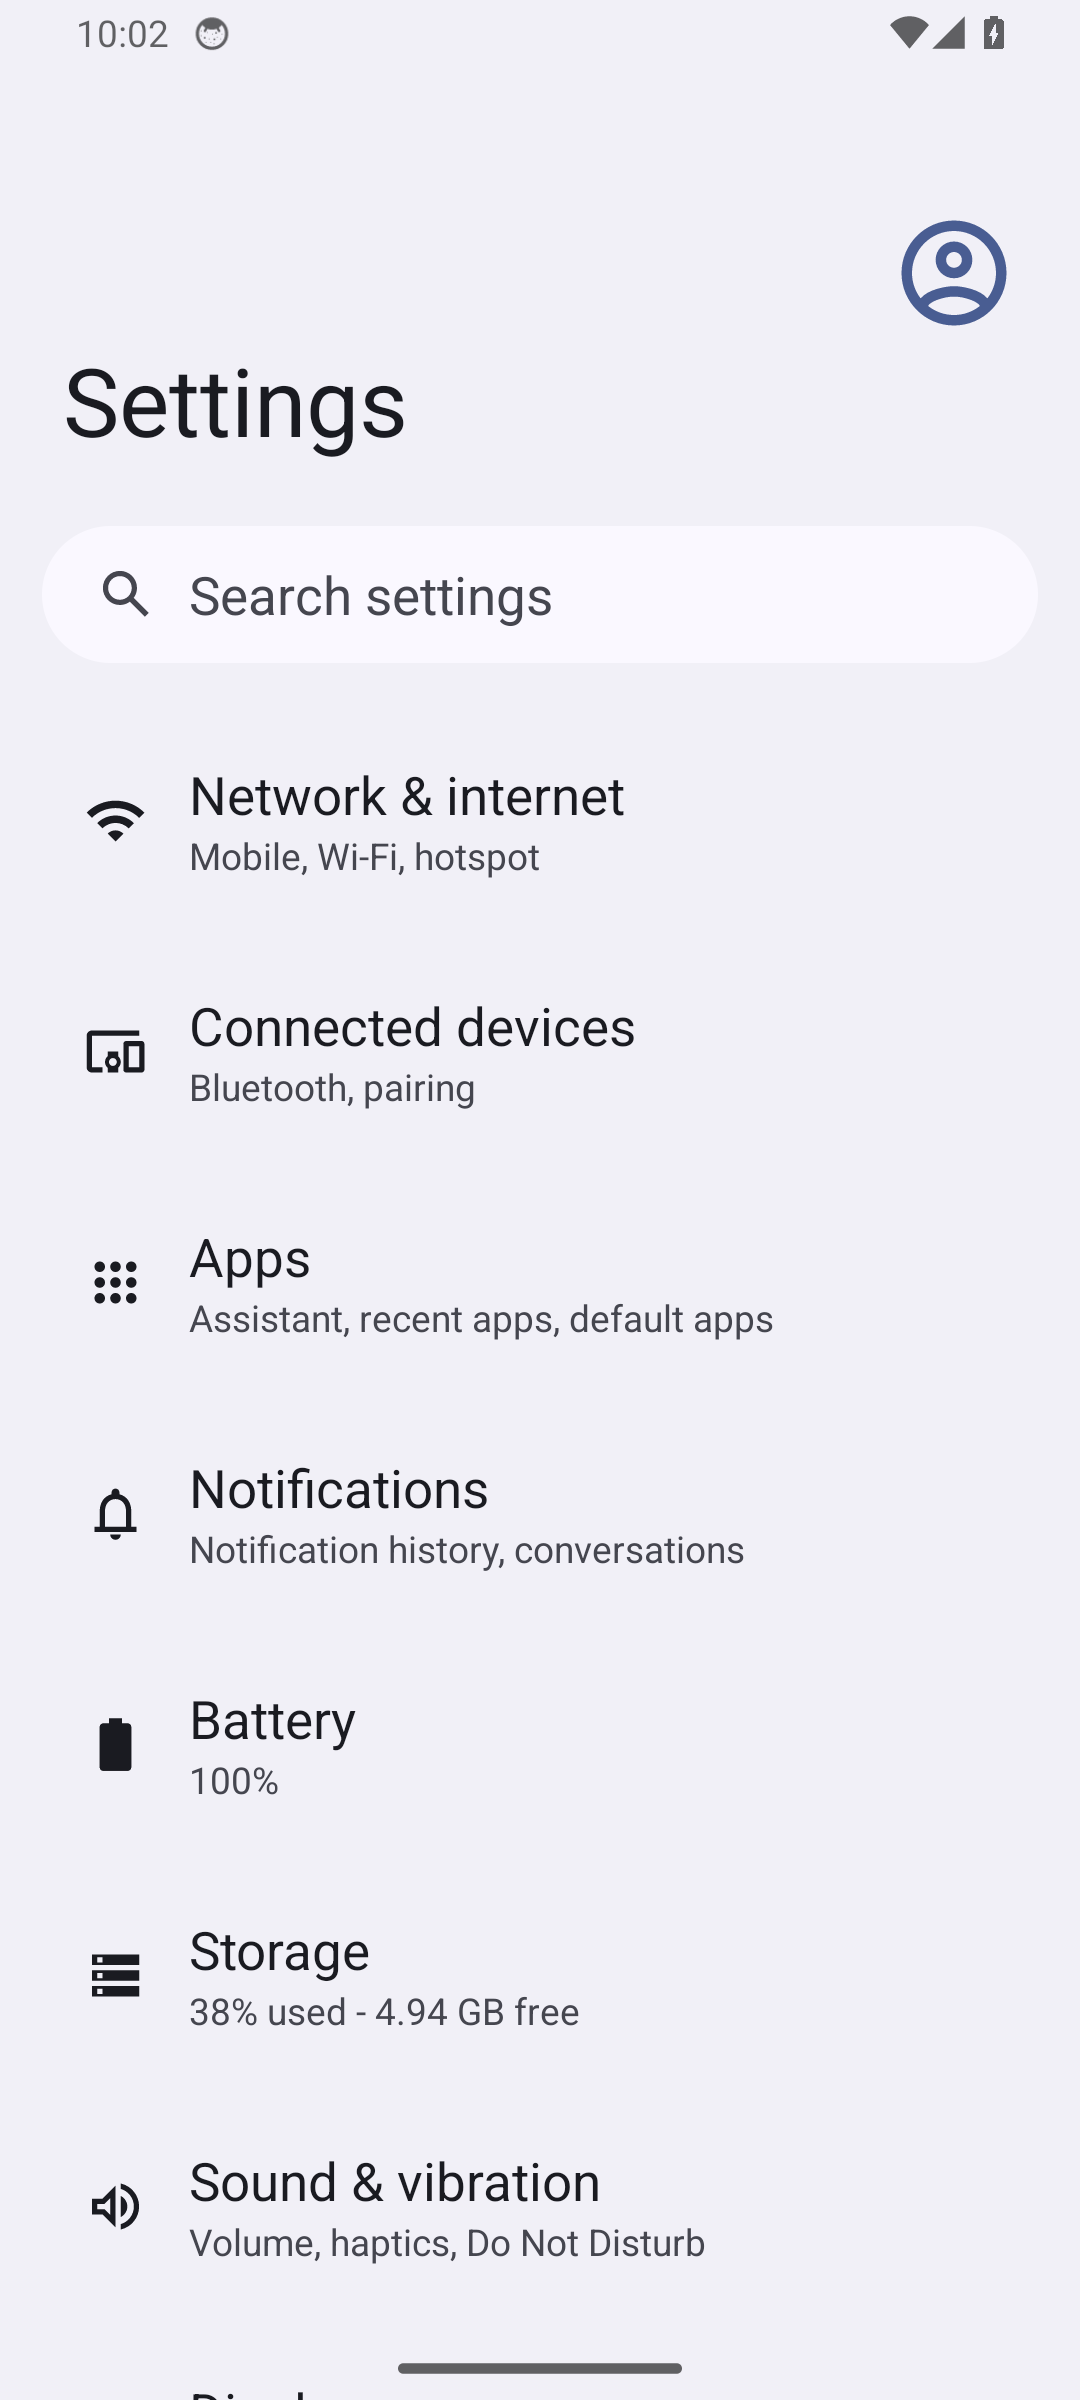 10:02
Settings
Search settings
Network & internet
Mobile, Wi-Fi, hotspot
Connected devices
Bluetooth, pairing
Apps
Assistant, recent apps, default apps
Notifications
Notification history, conversations
Battery
100%
Storage
38% used - 4.94 GB free
Sound & vibration
Volume, haptics, Do Not Disturb